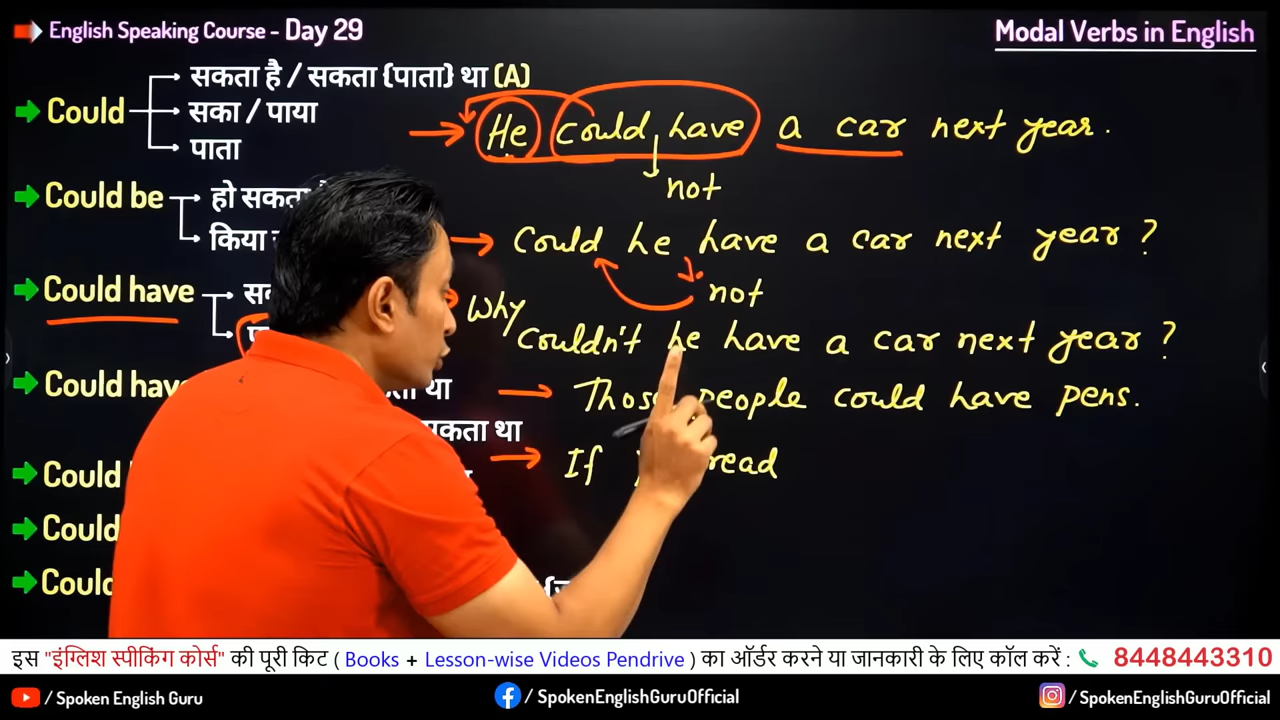 English Speaking Course - Day 29
Modal Verbs in English
Could
सकता है / सकता {पाता} था (A)
सका / पाया
पाता
He could have a car next year.
not
Could be
हो सकता
किया
Could he have a car next year ?
not
Could have
Why Couldn't he have a car next year ?
Could have
था
Those people could have pens.
सकता था
If read
Could
Could
Could
इस "इंग्लिश स्पीकिंग कोर्स" की पूरी किट ( Books + Lesson-wise Videos Pendrive ) का ऑर्डर करने या जानकारी के लिए कॉल करें : 8448443310
/ Spoken English Guru
/ SpokenEnglishGuruOfficial
/ SpokenEnglishGuruOfficial